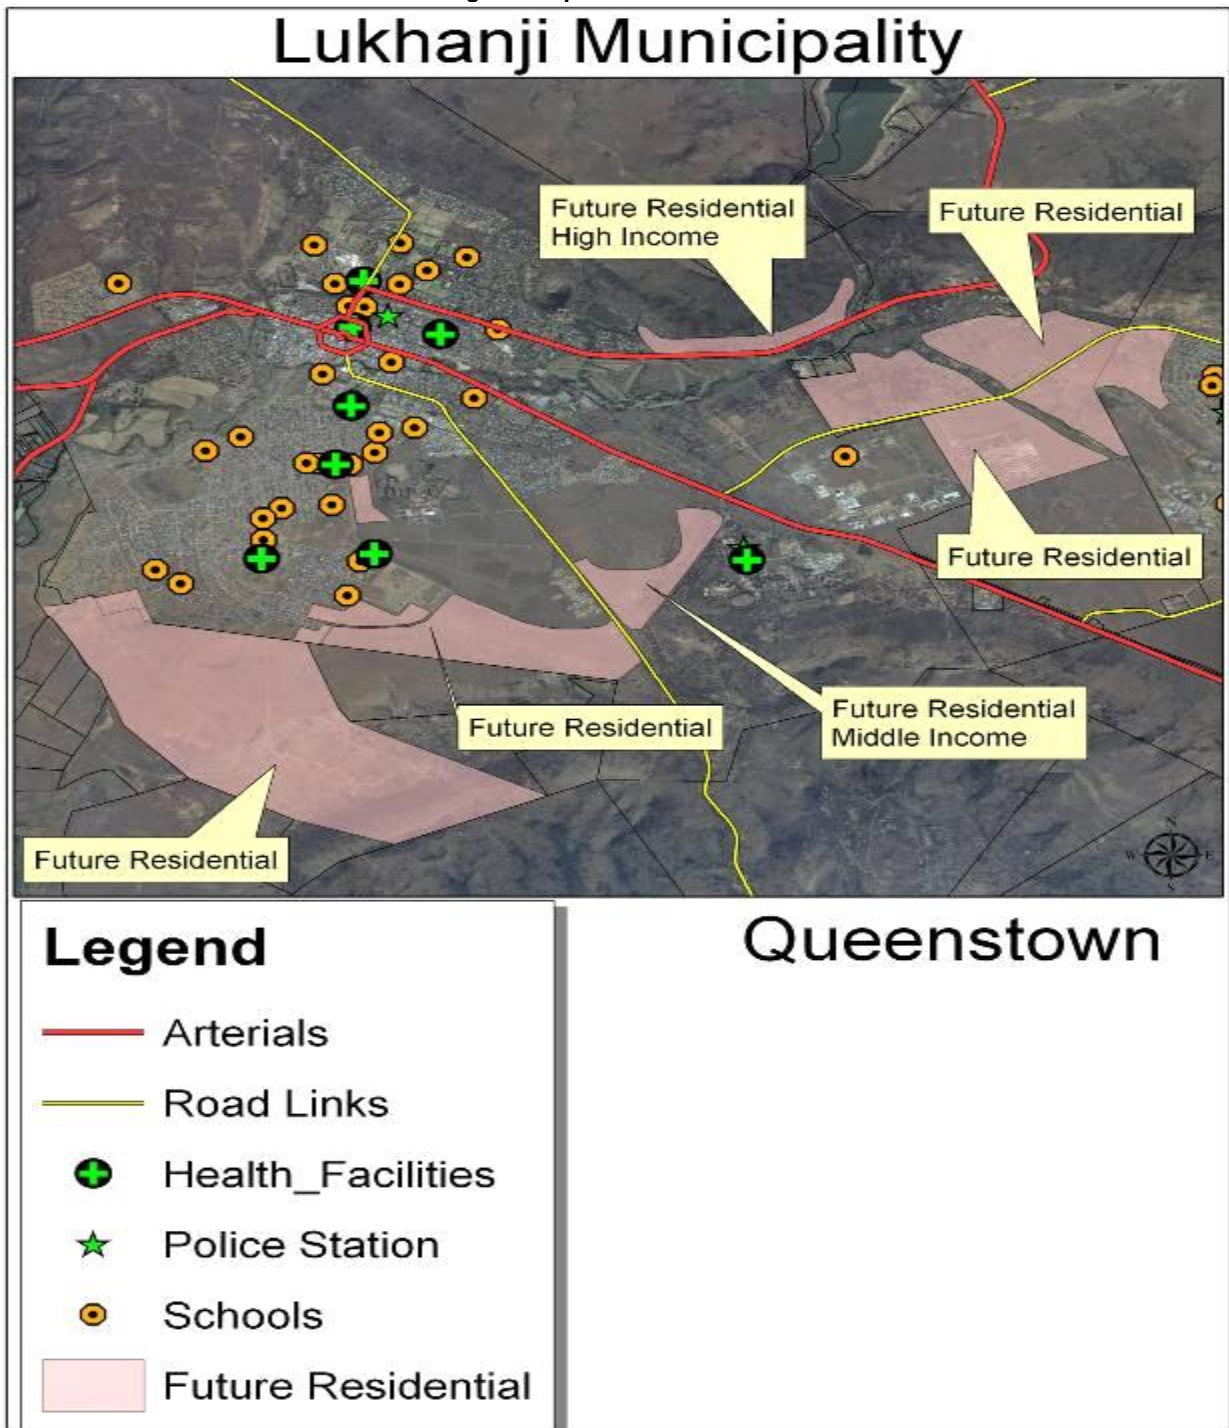 Lukhanji Municipality
Future Residential
High Income
Future Residential
Future Residential
Future Residential
Middle Income
Future Residential
Future Residential
N
W
E
S
Queenstown
Legend
Arterials
Road Links
Health_Facilities
Police Station
Schools
Future Residential